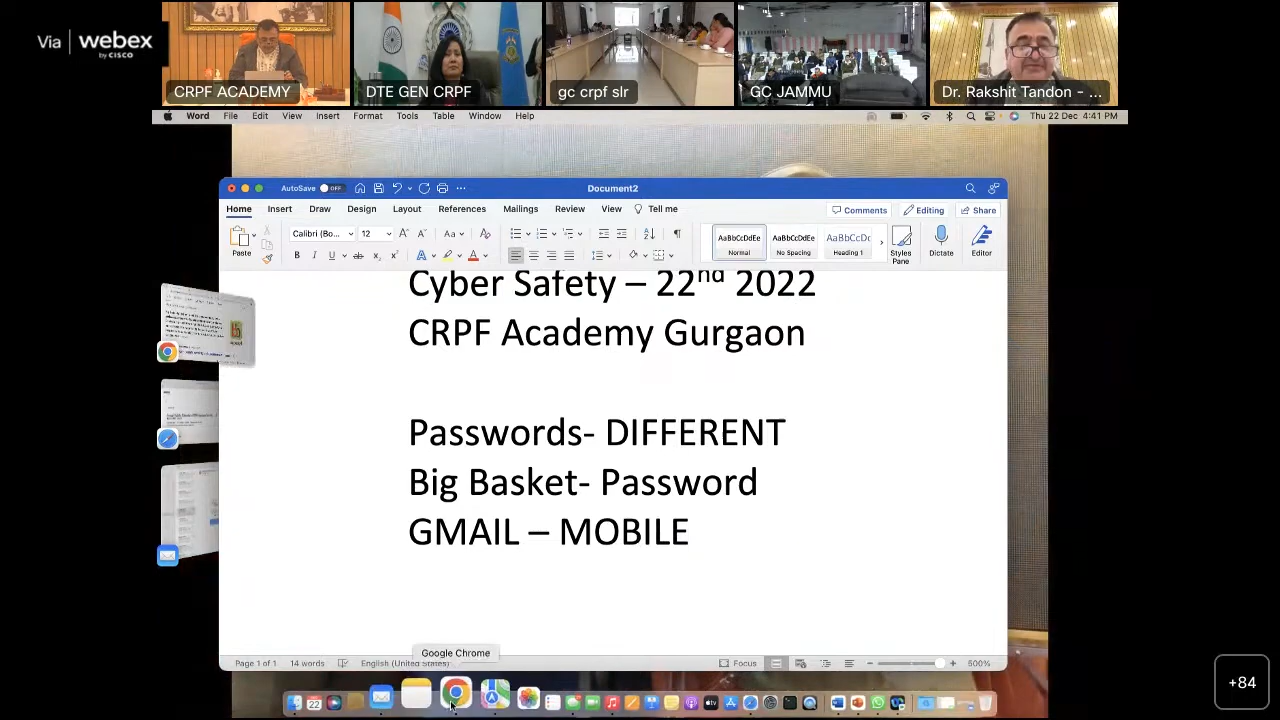 Via webex
by CISCO
CRPF ACADEMY
DTE GEN CRPF
gc crpf slr
GC JAMMU
Dr. Rakshit Tandon - ...
Word File Edit View Insert Format Tools Table Window Help
Thu 22 Dec 4:41 PM
AutoSave OFF
Document2
Home Insert Draw Design Layout References Mailings Review View Tell me
Comments Editing Share
Paste
Calibri (Bo... 12
AaBbCcDdEe AaBbCcDdEe AaBbCcDc
Normal No Spacing Heading 1
Styles Pane
Dictate
Editor
Cyber Safety – 22nd 2022
CRPF Academy Gurgaon
Passwords- DIFFERENT
Big Basket- Password
GMAIL – MOBILE
Google Chrome
Page 1 of 1 14 words English (United States) Focus 500%
+84